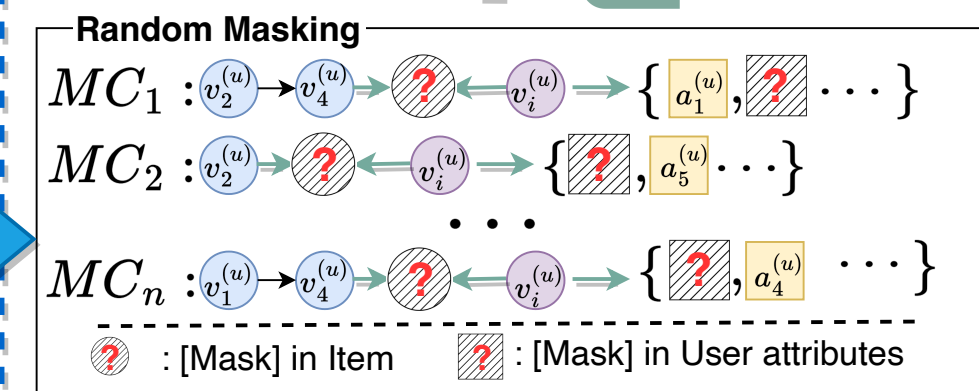 Random Masking
MC₁ : v₂⁽ᵘ⁾ v₄⁽ᵘ⁾ ? vᵢ⁽ᵘ⁾ { a₁⁽ᵘ⁾ , ? ··· }
MC₂ : v₂⁽ᵘ⁾ ? vᵢ⁽ᵘ⁾ { ? , a₅⁽ᵘ⁾ ··· }
• • •
MCₙ : v₁⁽ᵘ⁾ v₄⁽ᵘ⁾ ? vᵢ⁽ᵘ⁾ { ? , a₄⁽ᵘ⁾ ··· }
? : [Mask] in Item ? : [Mask] in User attributes